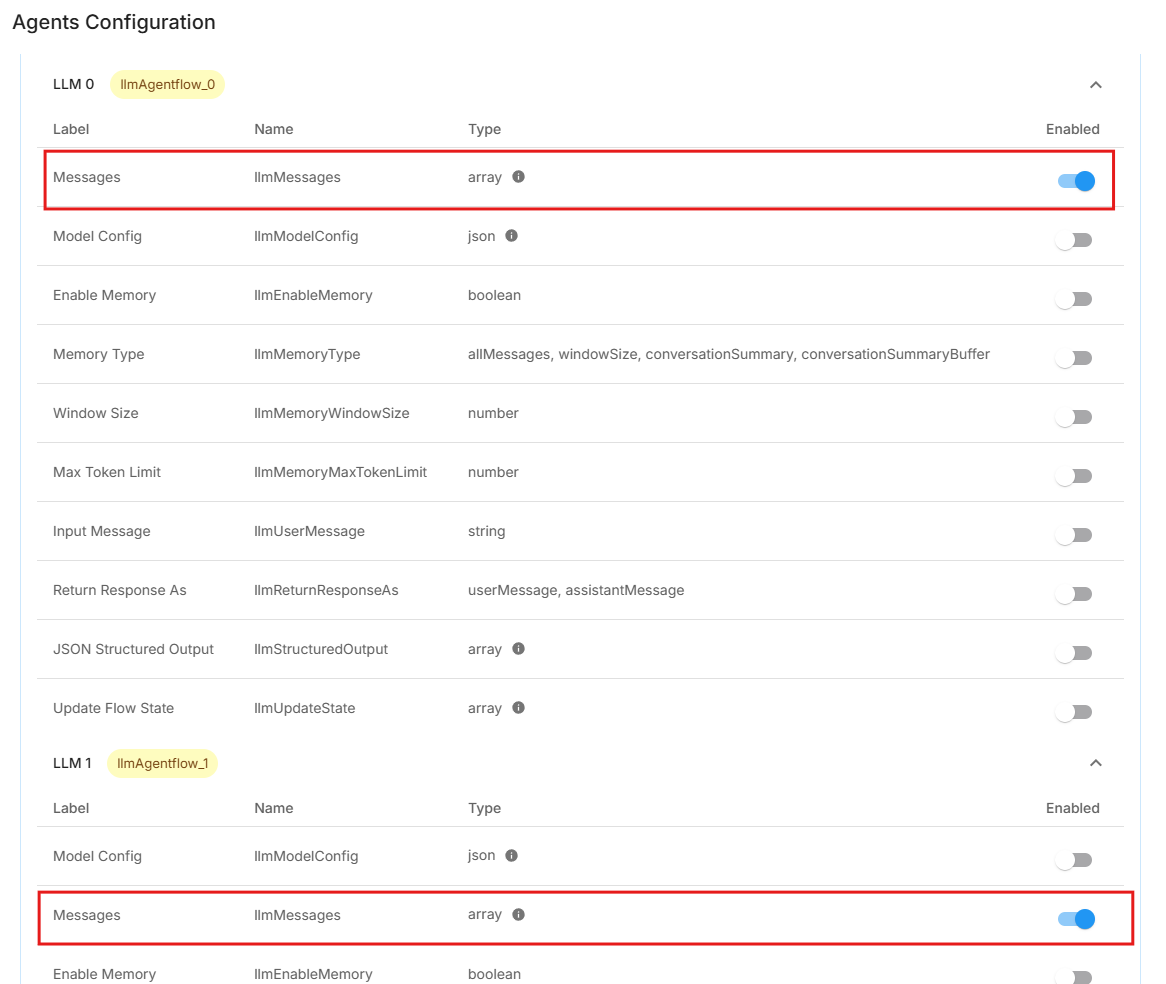 Agents Configuration
LLM 0 llmAgentflow_0
Label Name Type Enabled
Messages llmMessages array
Model Config llmModelConfig json
Enable Memory llmEnableMemory boolean
Memory Type llmMemoryType allMessages, windowSize, conversationSummary, conversationSummaryBuffer
Window Size llmMemoryWindowSize number
Max Token Limit llmMemoryMaxTokenLimit number
Input Message llmUserMessage string
Return Response As llmReturnResponseAs userMessage, assistantMessage
JSON Structured Output llmStructuredOutput array
Update Flow State llmUpdateState array
LLM 1 llmAgentflow_1
Label Name Type Enabled
Model Config llmModelConfig json
Messages llmMessages array
Enable Memory llmEnableMemory boolean